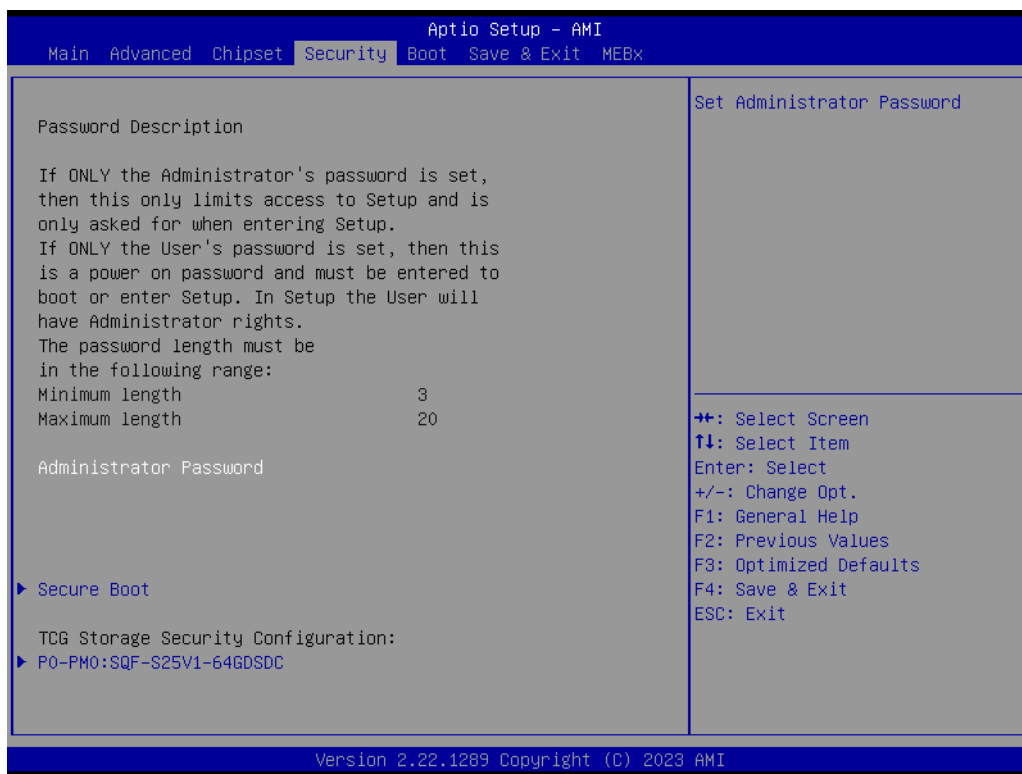 Aptio Setup – AMI
Main Advanced Chipset Security Boot Save & Exit MEBx
Password Description
If ONLY the Administrator's password is set,
then this only limits access to Setup and is
only asked for when entering Setup.
If ONLY the User's password is set, then this
is a power on password and must be entered to
boot or enter Setup. In Setup the User will
have Administrator rights.
The password length must be
in the following range:
Minimum length 3
Maximum length 20
Administrator Password
▶ Secure Boot
TCG Storage Security Configuration:
▶ P0-PM0:SQF-S25V1-64GDSDC
Set Administrator Password
→←: Select Screen
↑↓: Select Item
Enter: Select
+/-: Change Opt.
F1: General Help
F2: Previous Values
F3: Optimized Defaults
F4: Save & Exit
ESC: Exit
Version 2.22.1289 Copyright (C) 2023 AMI